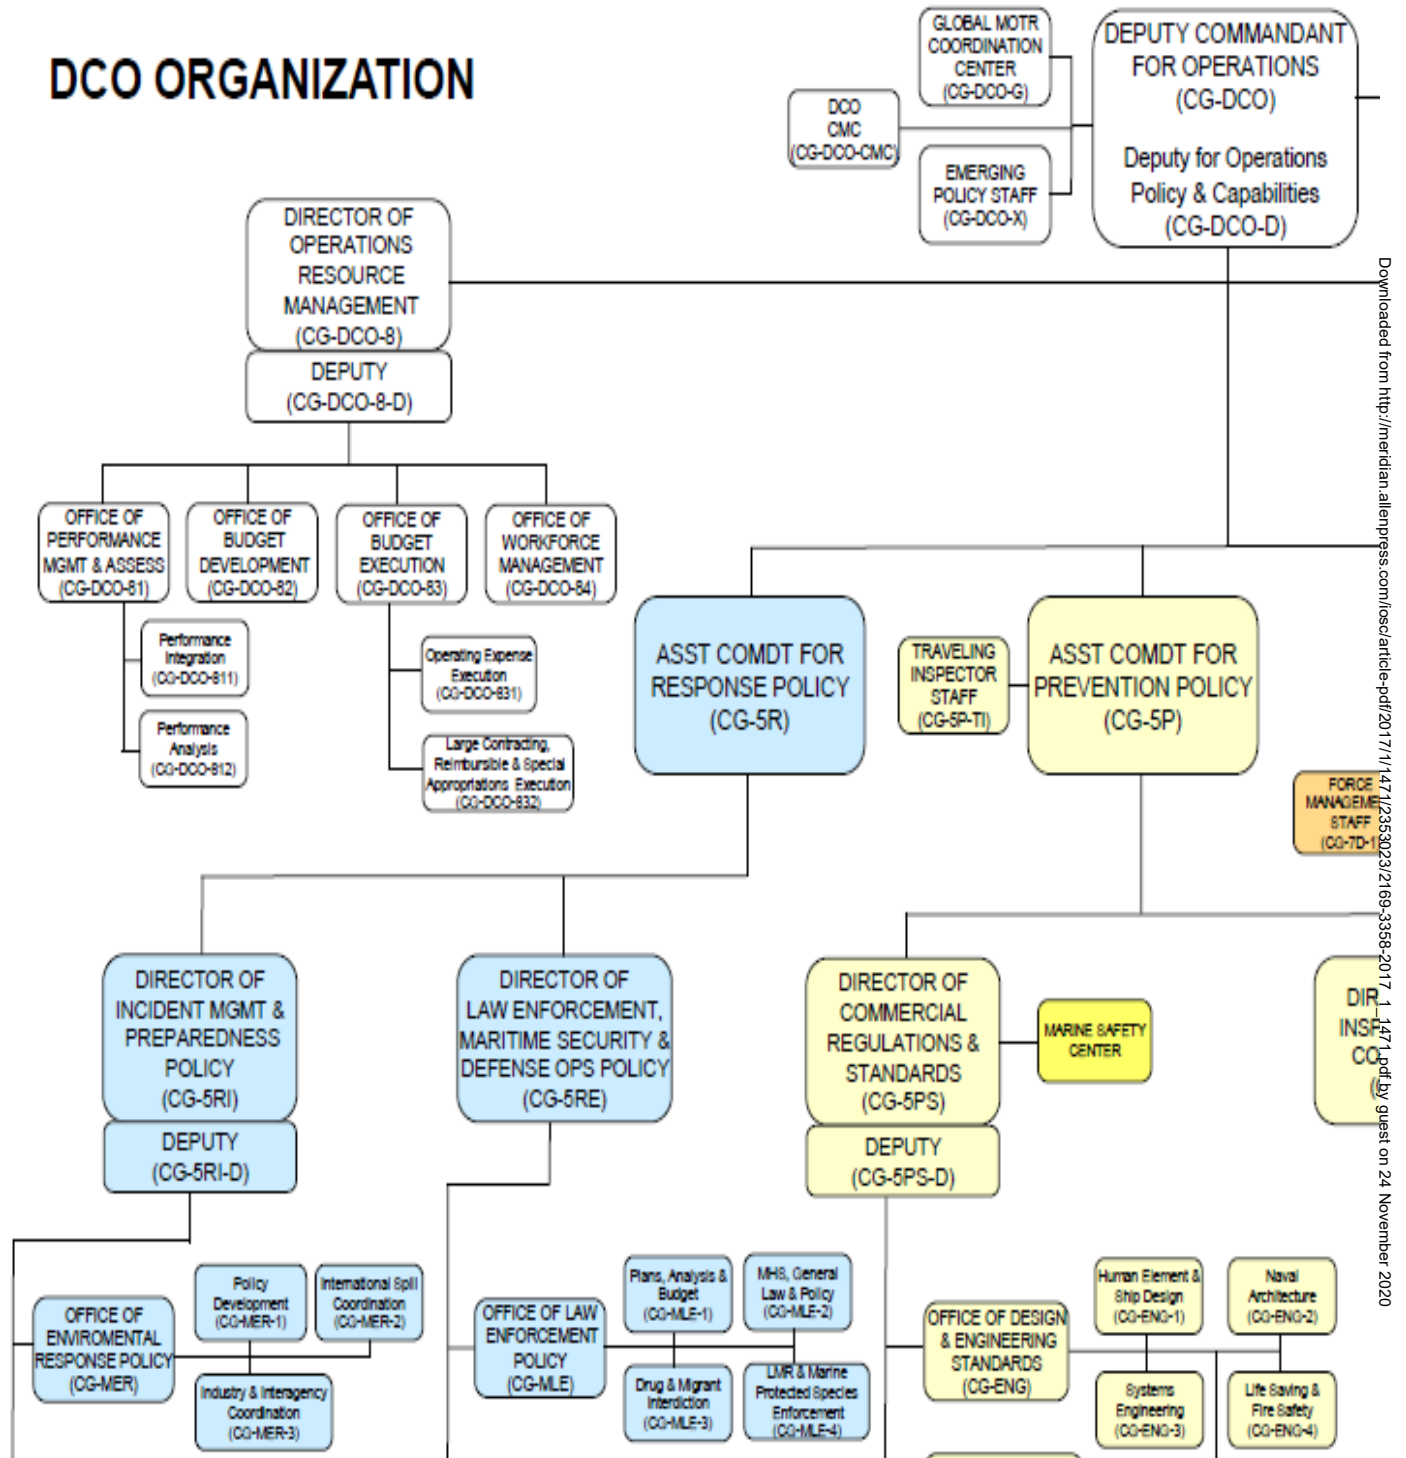 DCO ORGANIZATION
GLOBAL MOTR
COORDINATION
CENTER
(CG-DCO-G)
DCO
CMC
(CG-DCO-CMC)
EMERGING
POLICY STAFF
(CG-DCO-X)
DEPUTY COMMANDANT
FOR OPERATIONS
(CG-DCO)
Deputy for Operations
Policy & Capabilities
(CG-DCO-D)
DIRECTOR OF
OPERATIONS
RESOURCE
MANAGEMENT
(CG-DCO-8)
DEPUTY
(CG-DCO-8-D)
OFFICE OF
PERFORMANCE
MGMT & ASSESS
(CG-DCO-81)
OFFICE OF
BUDGET
DEVELOPMENT
(CG-DCO-82)
OFFICE OF
BUDGET
EXECUTION
(CG-DCO-83)
OFFICE OF
WORKFORCE
MANAGEMENT
(CG-DCO-84)
Performance
Integration
(CG-DCO-811)
Performance
Analysis
(CG-DCO-812)
Operating Expense
Execution
(CG-DCO-831)
Large Contracting,
Reimbursible & Special
Appropriations Execution
(CG-DCO-832)
ASST COMDT FOR
RESPONSE POLICY
(CG-5R)
TRAVELING
INSPECTOR
STAFF
(CG-5P-TI)
ASST COMDT FOR
PREVENTION POLICY
(CG-5P)
FORCE
MANAGEME
STAFF
(CG-7D-1)
DIRECTOR OF
INCIDENT MGMT &
PREPAREDNESS
POLICY
(CG-5RI)
DEPUTY
(CG-5RI-D)
DIRECTOR OF
LAW ENFORCEMENT,
MARITIME SECURITY &
DEFENSE OPS POLICY
(CG-5RE)
DIRECTOR OF
COMMERCIAL
REGULATIONS &
STANDARDS
(CG-5PS)
DEPUTY
(CG-5PS-D)
MARINE SAFETY
CENTER
DIR
INSP
CO
OFFICE OF
ENVIROMENTAL
RESPONSE POLICY
(CG-MER)
Policy
Development
(CG-MER-1)
International Spill
Coordination
(CG-MER-2)
Industry & Interagency
Coordination
(CG-MER-3)
OFFICE OF LAW
ENFORCEMENT
POLICY
(CG-MLE)
Plans, Analysis &
Budget
(CG-MLE-1)
MHS, General
Law & Policy
(CG-MLE-2)
Drug & Migrant
Interdiction
(CG-MLE-3)
LMR & Marine
Protected Species
Enforcement
(CG-MLE-4)
OFFICE OF DESIGN
& ENGINEERING
STANDARDS
(CG-ENG)
Human Element &
Ship Design
(CG-ENG-1)
Naval
Architecture
(CG-ENG-2)
Systems
Engineering
(CG-ENG-3)
Life Saving &
Fire Safety
(CG-ENG-4)
Downloaded from http://meridian.allenpress.com/iosc/article-pdf/2017/1/1471/2353023/2169-3358-2017_1_1471.pdf by guest on 24 November 2020